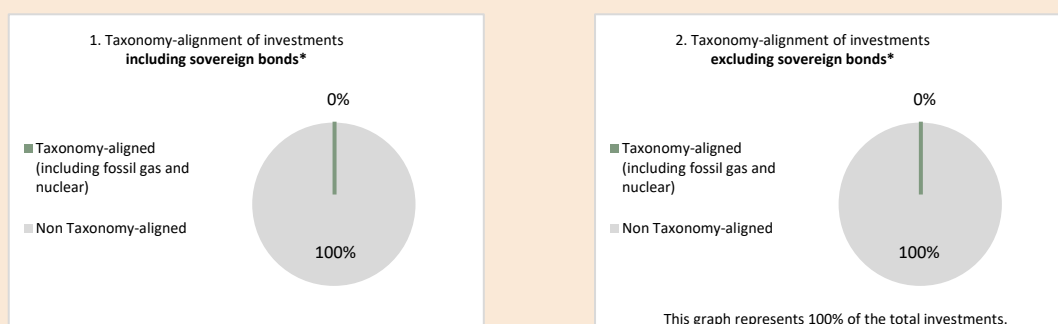 1. Taxonomy-alignment of investments
including sovereign bonds*
0%
Taxonomy-aligned
(including fossil gas and
nuclear)
Non Taxonomy-aligned
100%
2. Taxonomy-alignment of investments
excluding sovereign bonds*
0%
Taxonomy-aligned
(including fossil gas and
nuclear)
Non Taxonomy-aligned
100%
This graph represents 100% of the total investments.